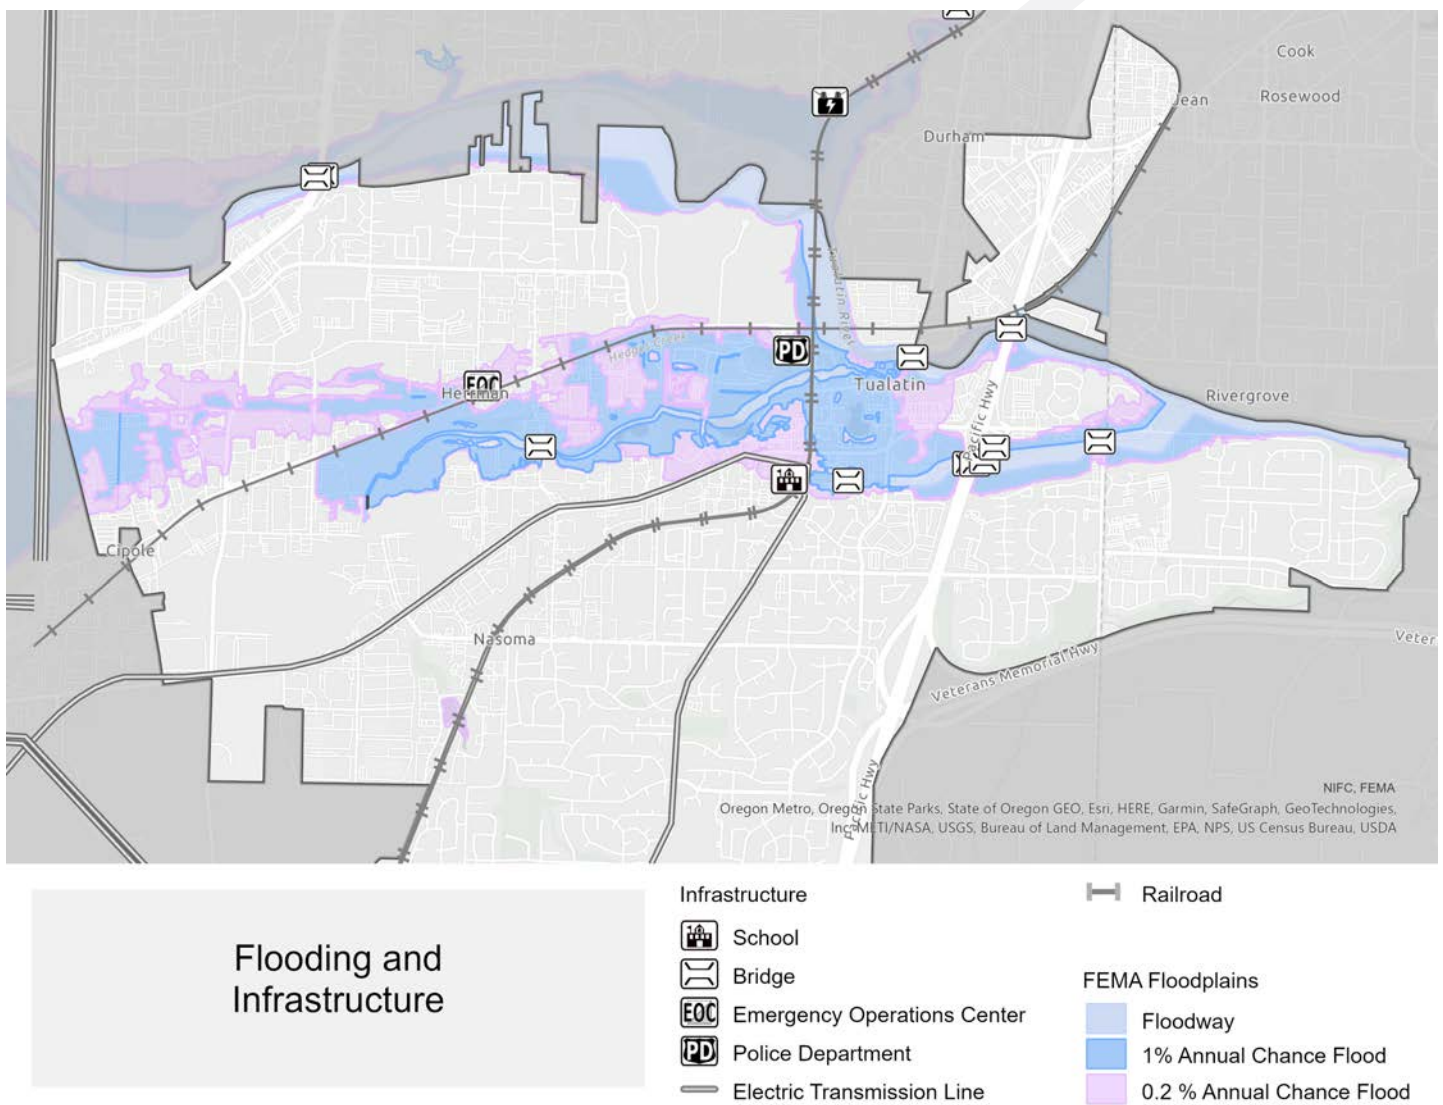 Cook
Jean
Rosewood
Durham
Tualatin River
Hedges Creek
PD
EOC
Herman
Tualatin
Rivergrove
Pacific Hwy
Cipole
Nasoma
Veterans Memorial Hwy
Veter
Pacific Hwy
NIFC, FEMA
Oregon Metro, Oregon State Parks, State of Oregon GEO, Esri, HERE, Garmin, SafeGraph, GeoTechnologies,
Inc, METI/NASA, USGS, Bureau of Land Management, EPA, NPS, US Census Bureau, USDA
Flooding and
Infrastructure
Infrastructure
School
Bridge
EOC Emergency Operations Center
PD Police Department
Electric Transmission Line
Railroad
FEMA Floodplains
Floodway
1% Annual Chance Flood
0.2 % Annual Chance Flood